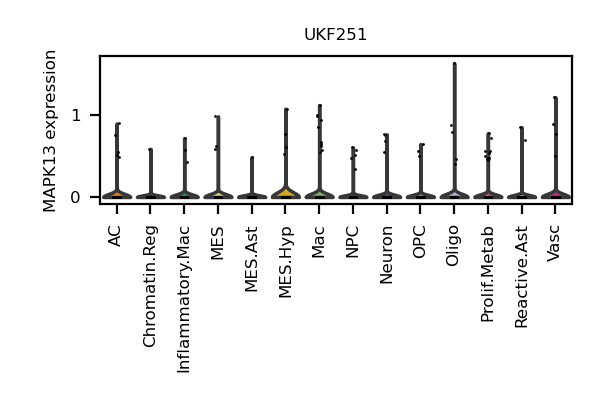 UKF251
MAPK13 expression
1
0
AC
Chromatin.Reg
Inflammatory.Mac
MES
MES.Ast
MES.Hyp
Mac
NPC
Neuron
OPC
Oligo
Prolif.Metab
Reactive.Ast
Vasc